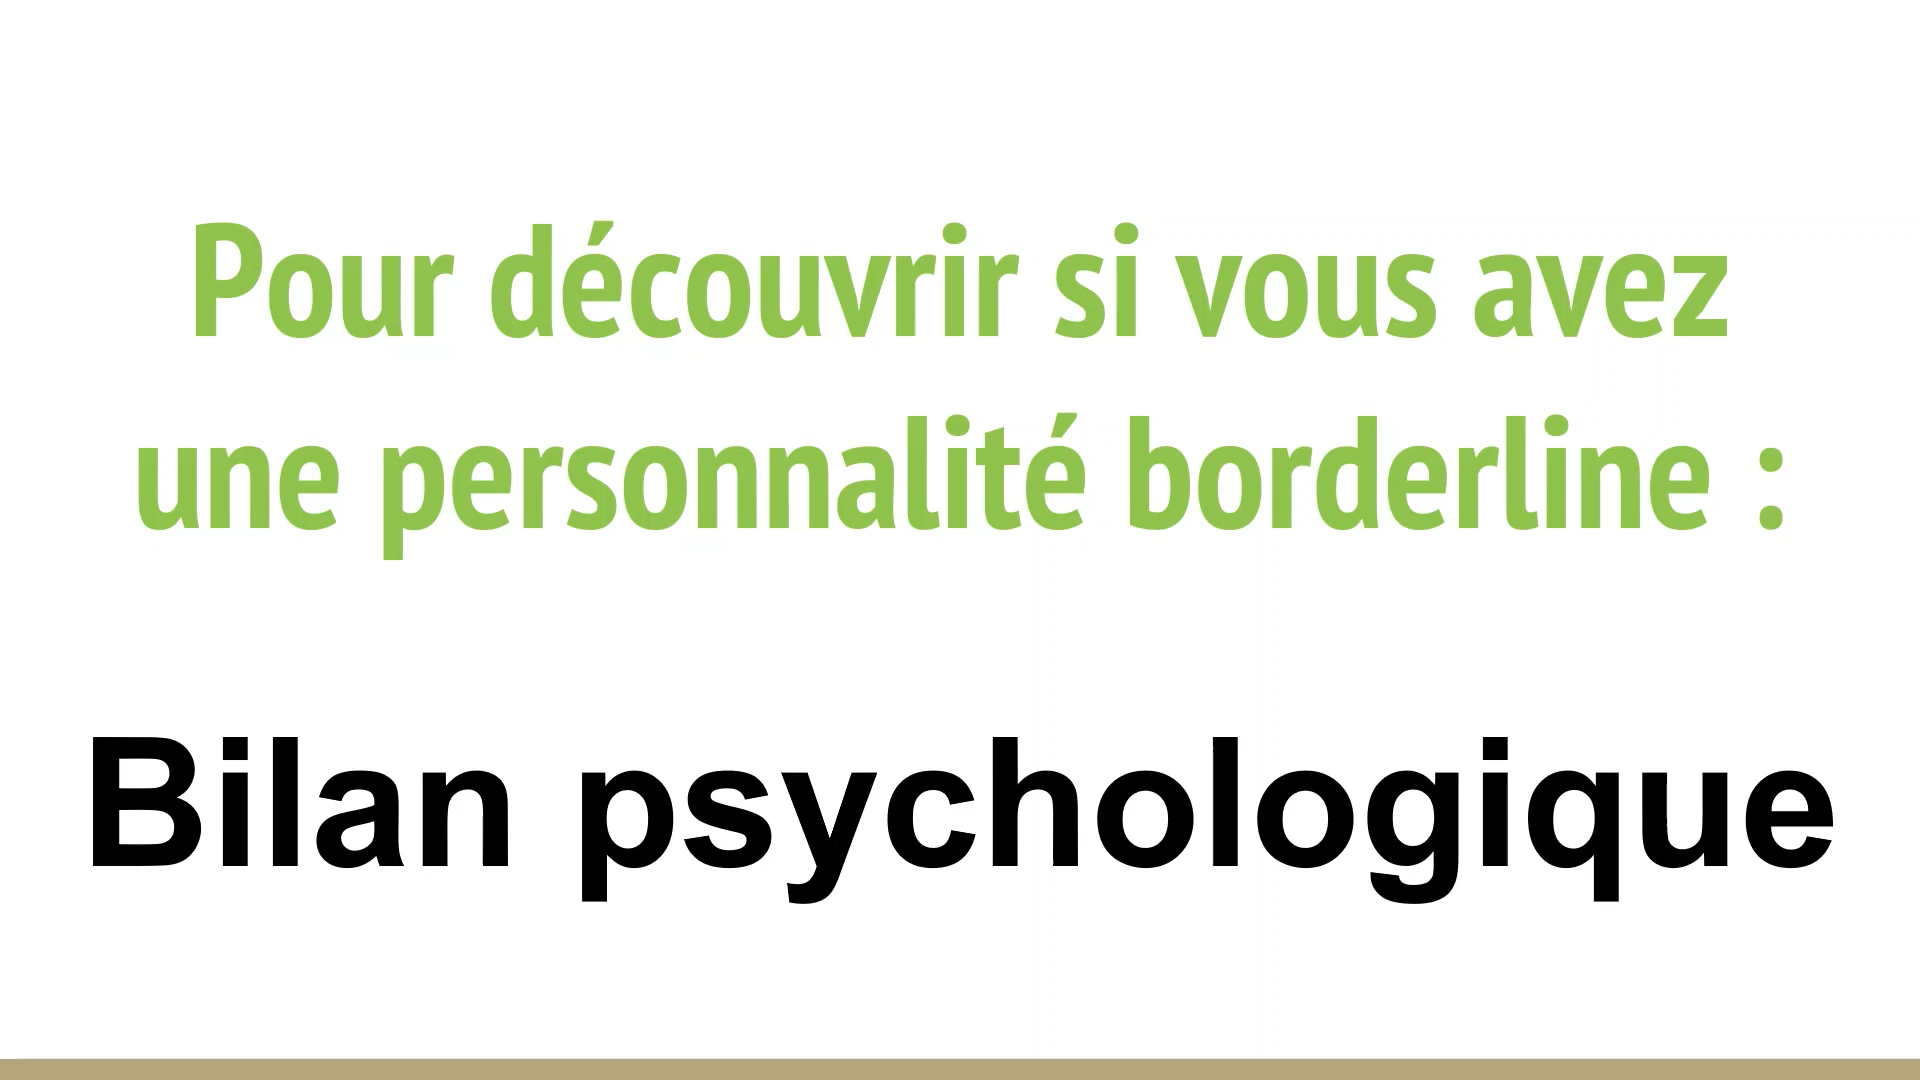 Pour découvrir si vous avez
une personnalité borderline :
Bilan psychologique